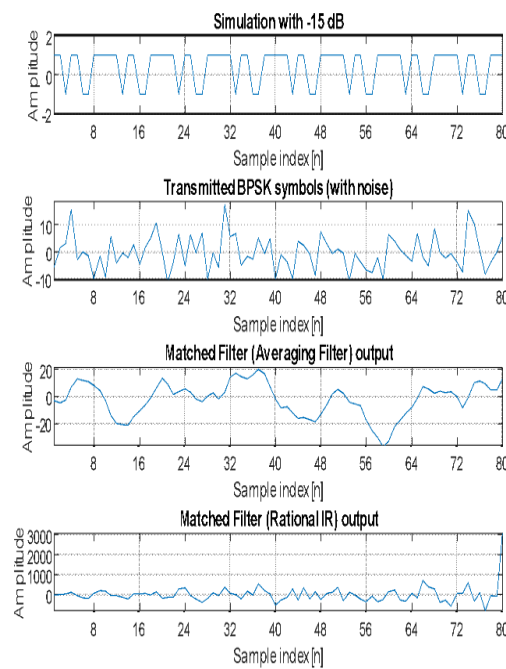 Simulation with -15 dB
2
0
-2
Amplitude
8 16 24 32 40 48 56 64 72 80
Sample index[n]
Transmitted BPSK symbols (with noise)
10
0
-10
Amplitude
8 16 24 32 40 48 56 64 72 80
Sample index[n]
Matched Filter (Averaging Filter) output
20
0
-20
Amplitude
8 16 24 32 40 48 56 64 72 80
Sample index[n]
Matched Filter (Rational IR) output
3000
2000
1000
0
Amplitude
8 16 24 32 40 48 56 64 72 80
Sample index[n]